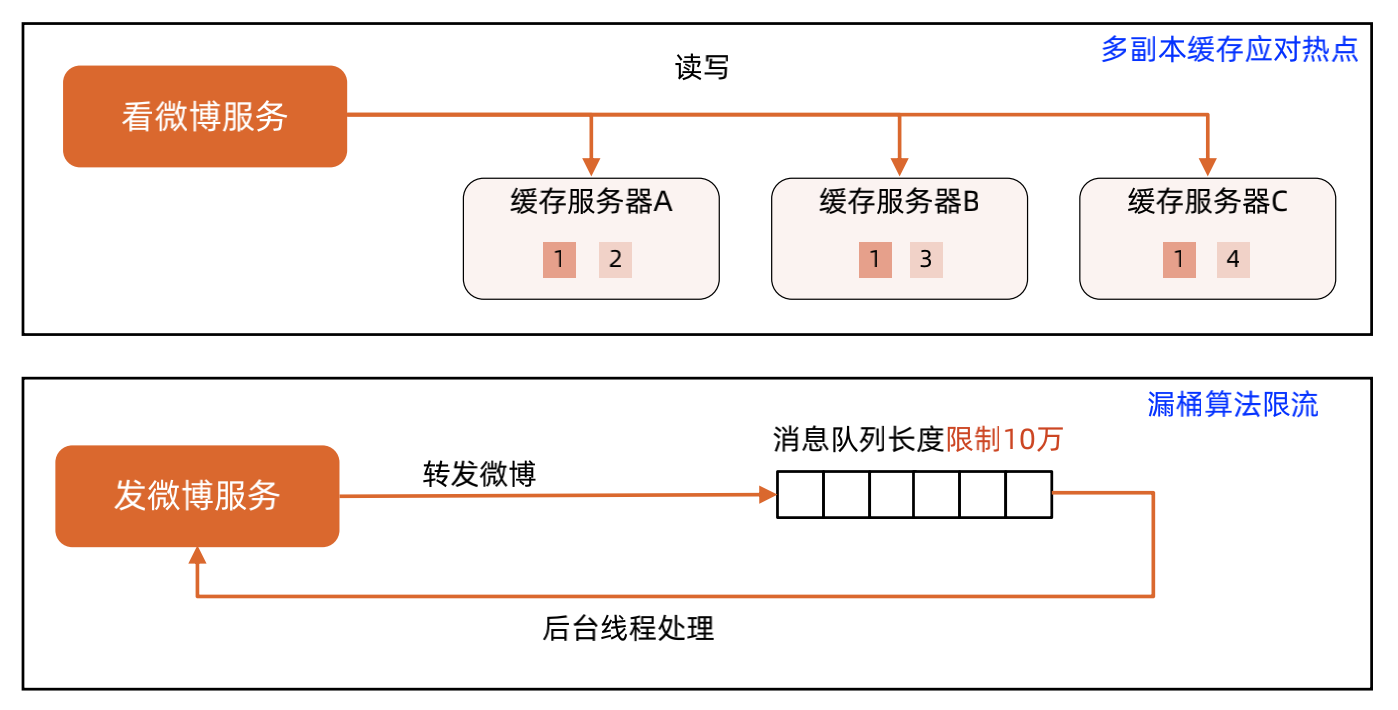 多副本缓存应对热点
读写
看微博服务
缓存服务器A
缓存服务器B
缓存服务器C
1 2
1 3
1 4
漏桶算法限流
消息队列长度限制10万
转发微博
发微博服务
后台线程处理